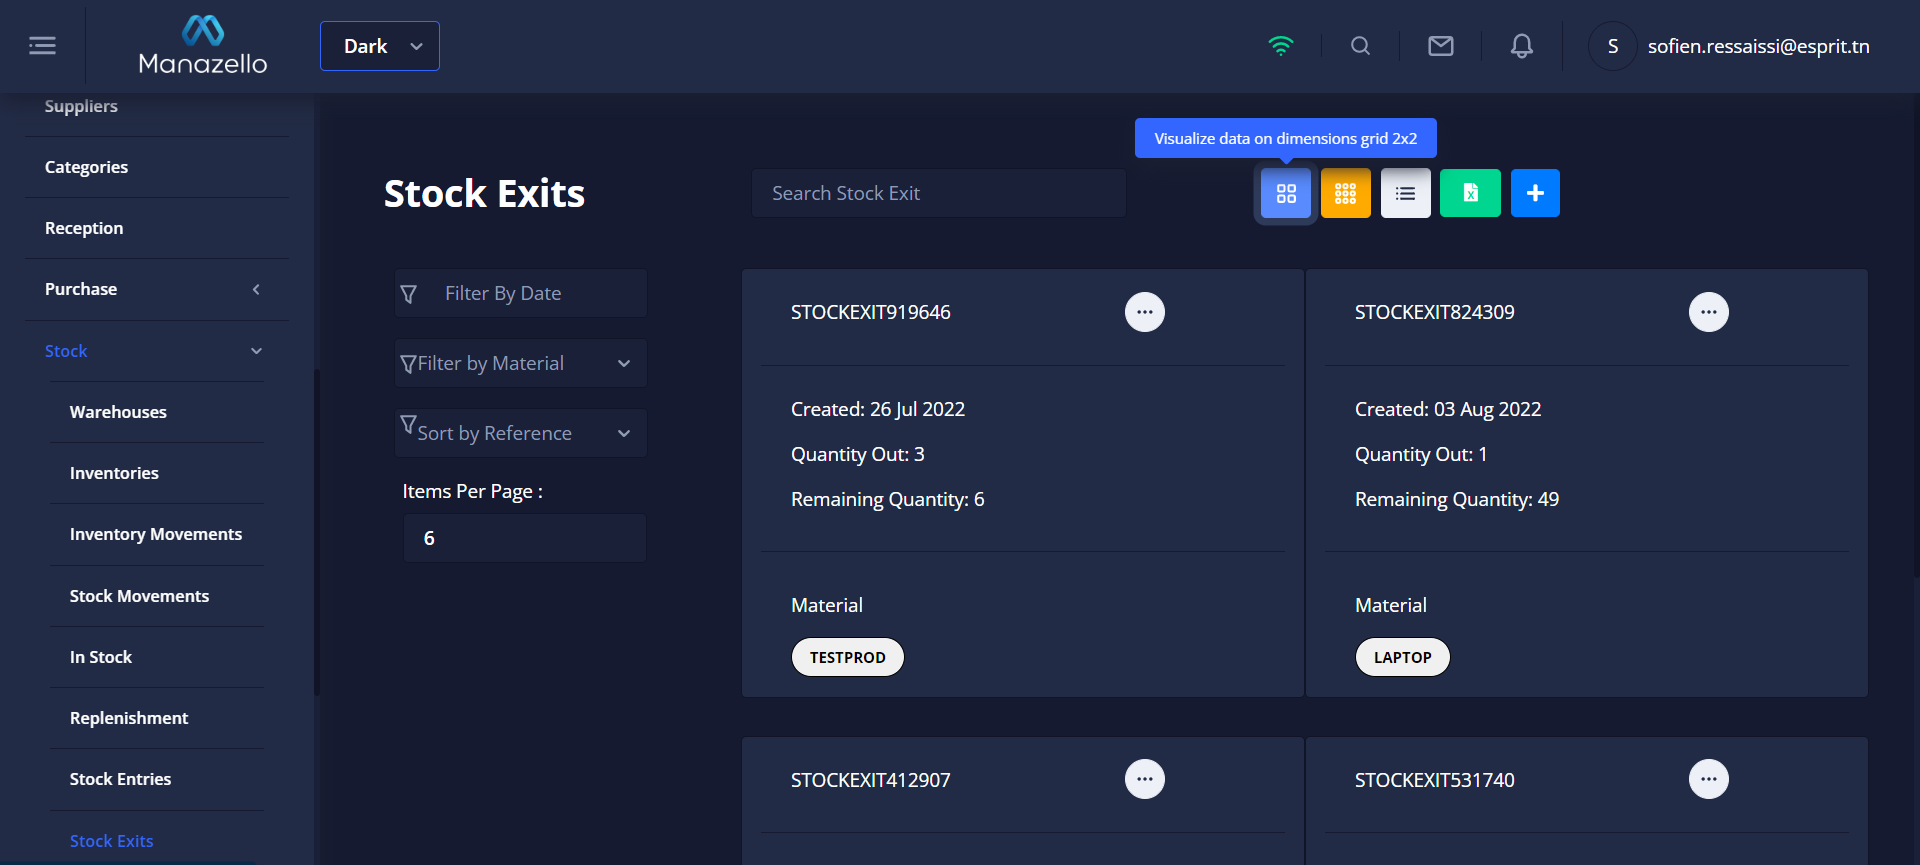 Manazello
Dark
S
sofien.ressaissi@esprit.tn
Suppliers
Categories
Reception
Purchase
Stock
Warehouses
Inventories
Inventory Movements
Stock Movements
In Stock
Replenishment
Stock Entries
Stock Exits
Visualize data on dimensions grid 2x2
Stock Exits
Search Stock Exit
Filter By Date
Filter by Material
Sort by Reference
Items Per Page :
6
STOCKEXIT919646
Created: 26 Jul 2022
Quantity Out: 3
Remaining Quantity: 6
Material
TESTPROD
STOCKEXIT824309
Created: 03 Aug 2022
Quantity Out: 1
Remaining Quantity: 49
Material
LAPTOP
STOCKEXIT412907
STOCKEXIT531740